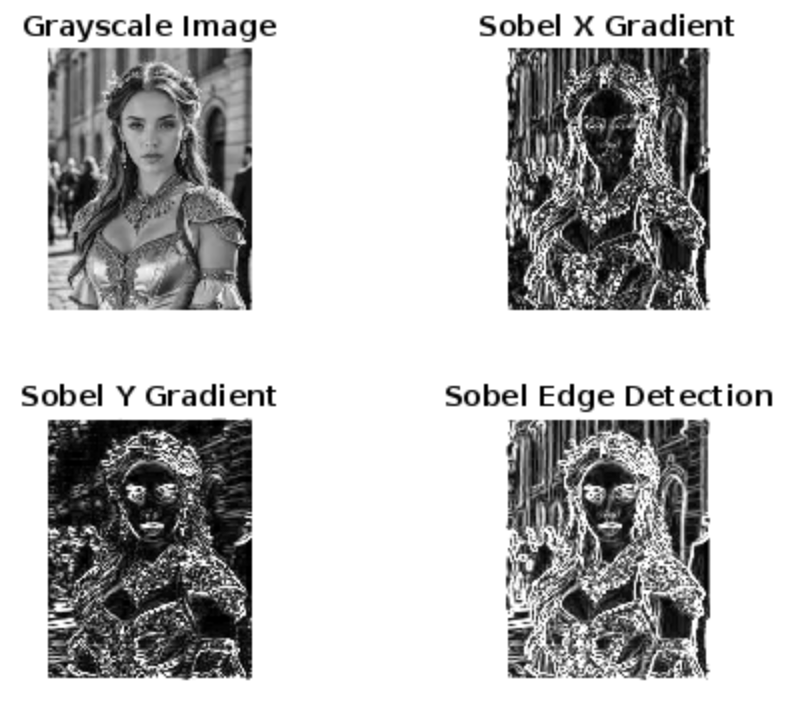 Grayscale Image
Sobel X Gradient
Sobel Y Gradient
Sobel Edge Detection